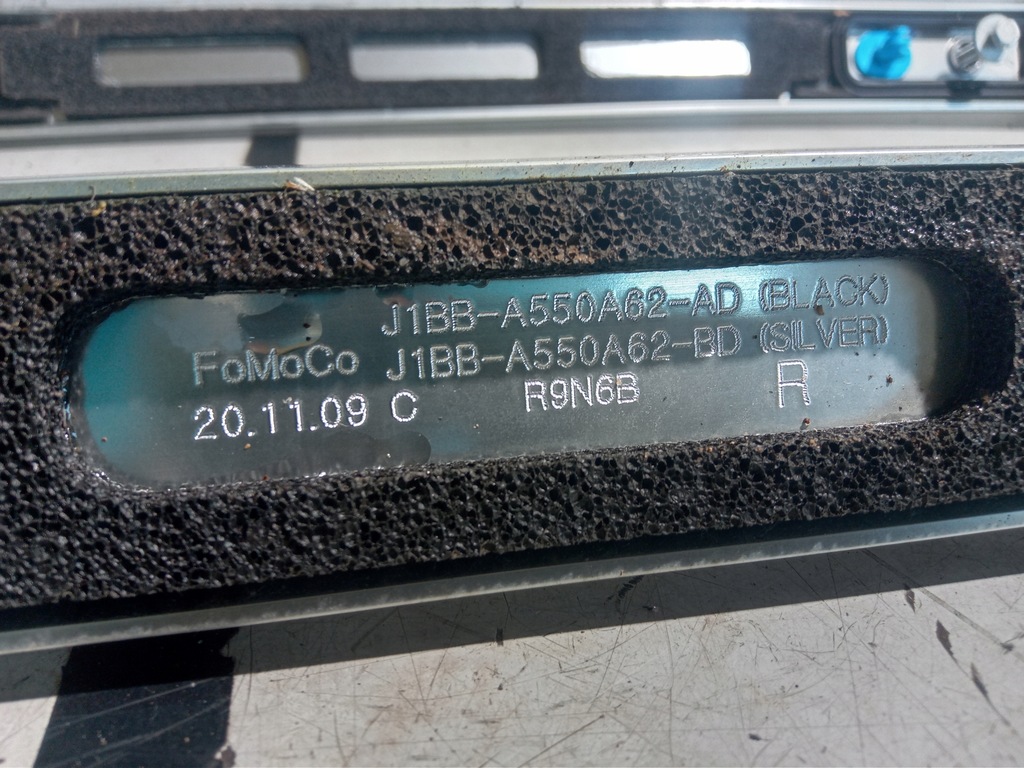 J1BB-A550A62-AD (BLACK)
FoMoCo J1BB-A550A62-BD (SILVER)
20.11.09 C R9N6B R